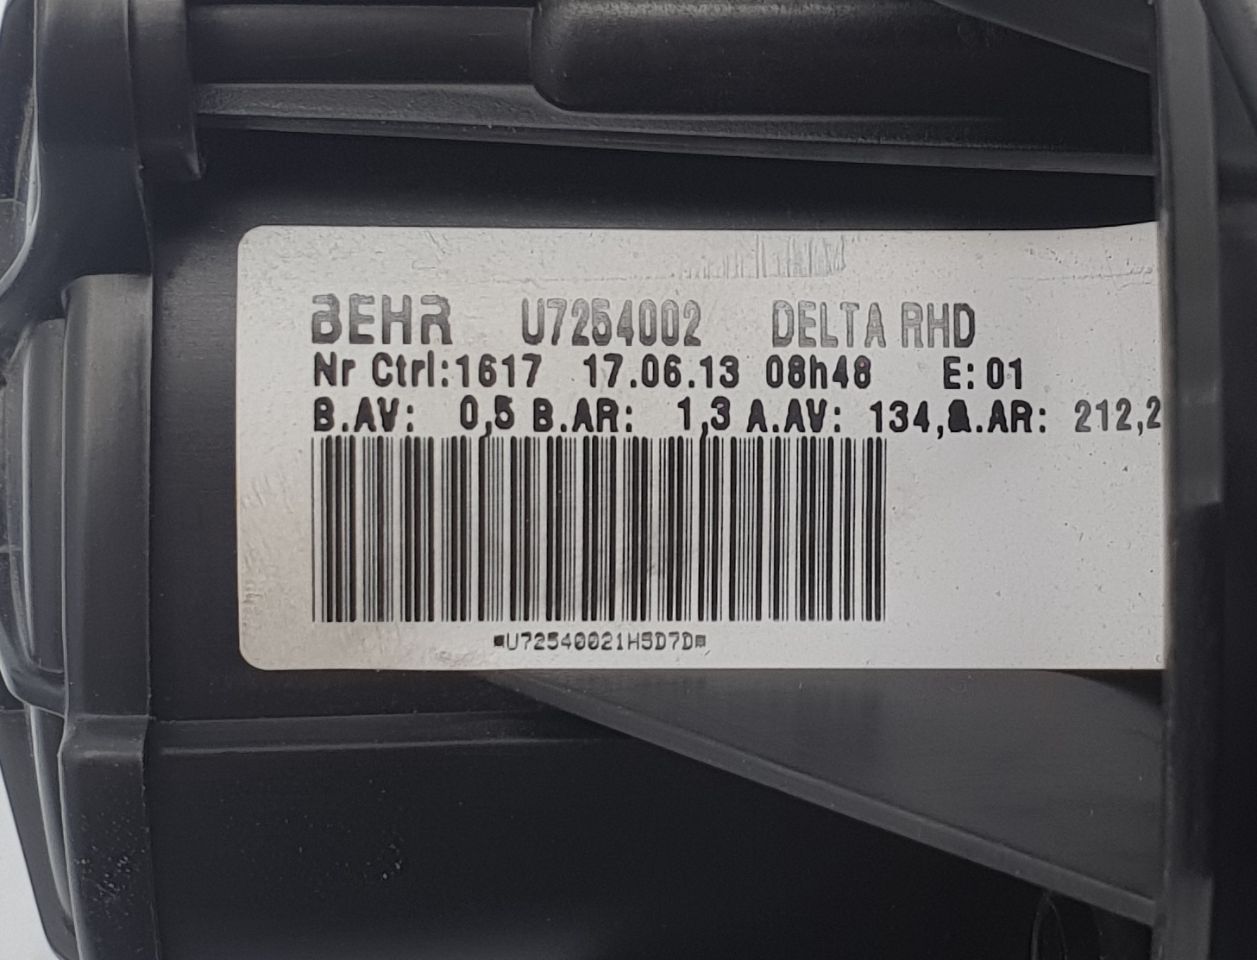 BEHR U7254002 DELTA RHD
Nr Ctrl:1617 17.06.13 08h48 E: 01
B.AV: 0,5 B.AR: 1,3 A.AV: 134, .AR: 212,2
*U72540021H5D7D*